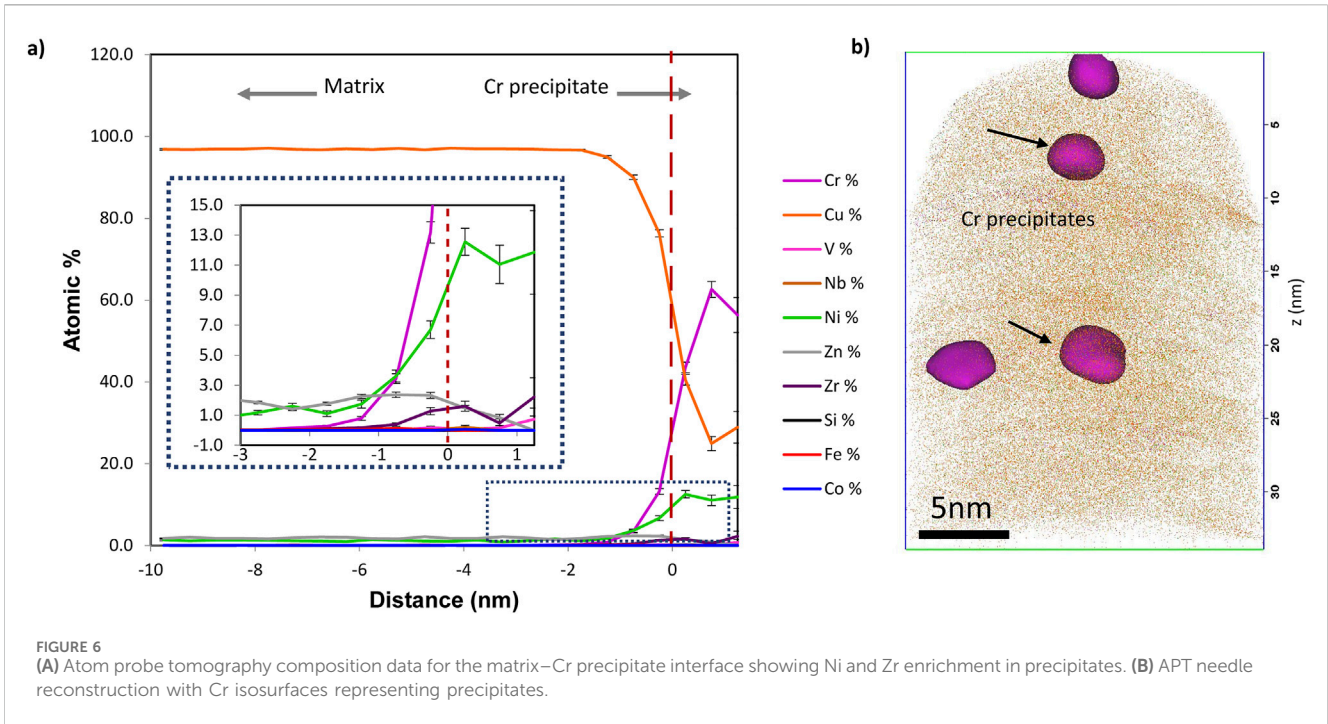 a)
120.0
100.0
80.0
60.0
40.0
20.0
0.0
Atomic %
Matrix
Cr precipitate
15.0
13.0
11.0
9.0
7.0
5.0
3.0
1.0
-1.0
-3
-2
-1
0
1
-10
-8
-6
-4
-2
0
Distance (nm)
Cr %
Cu %
V %
Nb %
Ni %
Zn %
Zr %
Si %
Fe %
Co %
b)
Cr precipitates
5nm
5
10
15
20
25
30
z (nm)
FIGURE 6
(A) Atom probe tomography composition data for the matrix–Cr precipitate interface showing Ni and Zr enrichment in precipitates. (B) APT needle
reconstruction with Cr isosurfaces representing precipitates.